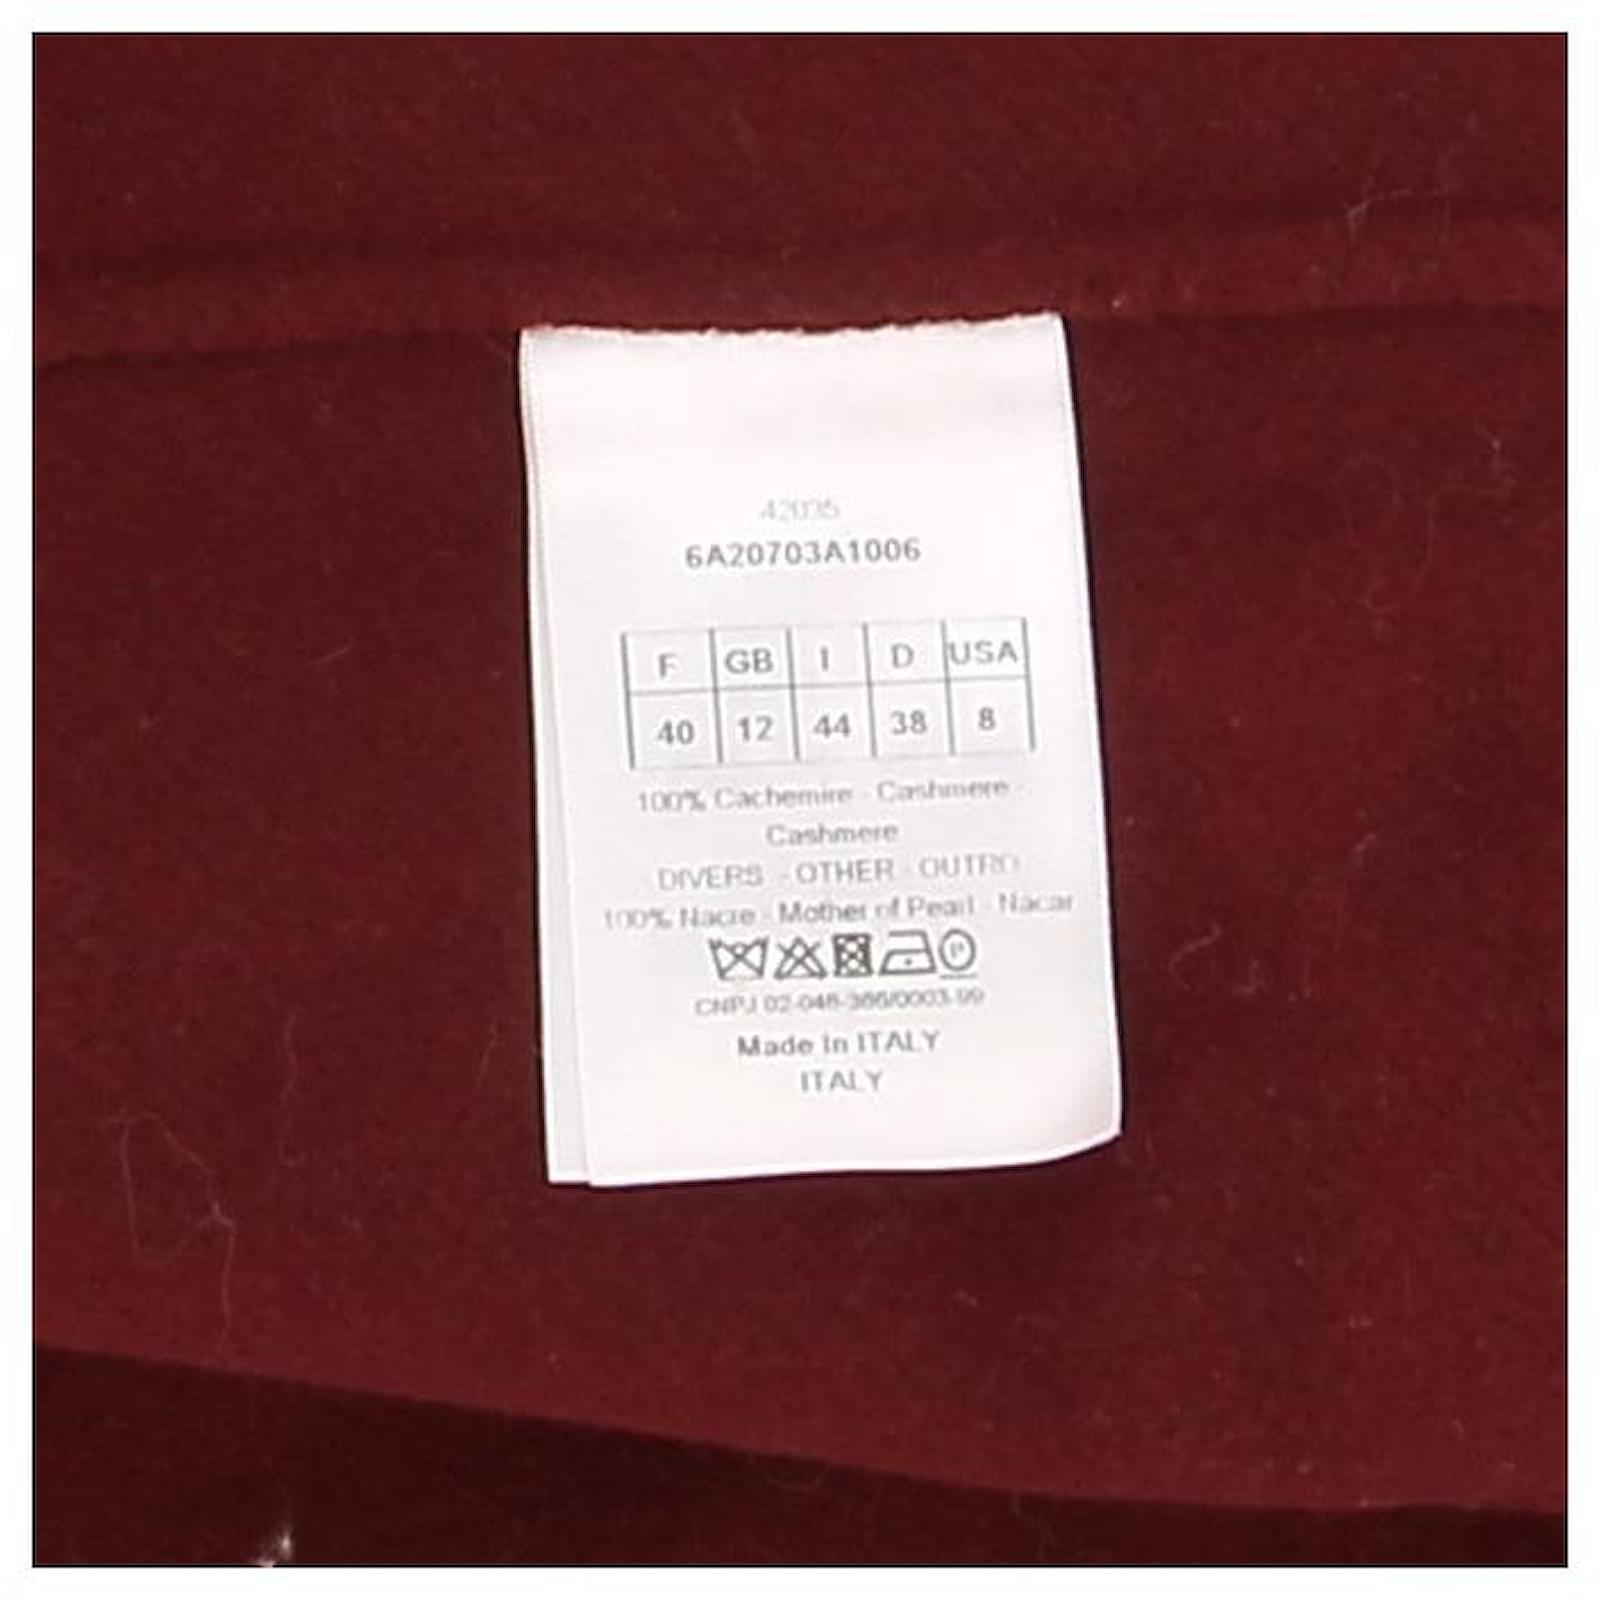 42035
6A20703A1006
F GB I D USA
40 12 44 38 8
100% Cachemire - Cashmere -
Cashmere
DIVERS - OTHER - OUTRO
100% Nacre - Mother of Pearl - Nacar
P
CNPJ 02-046-386/0003-99
Made in ITALY
ITALY